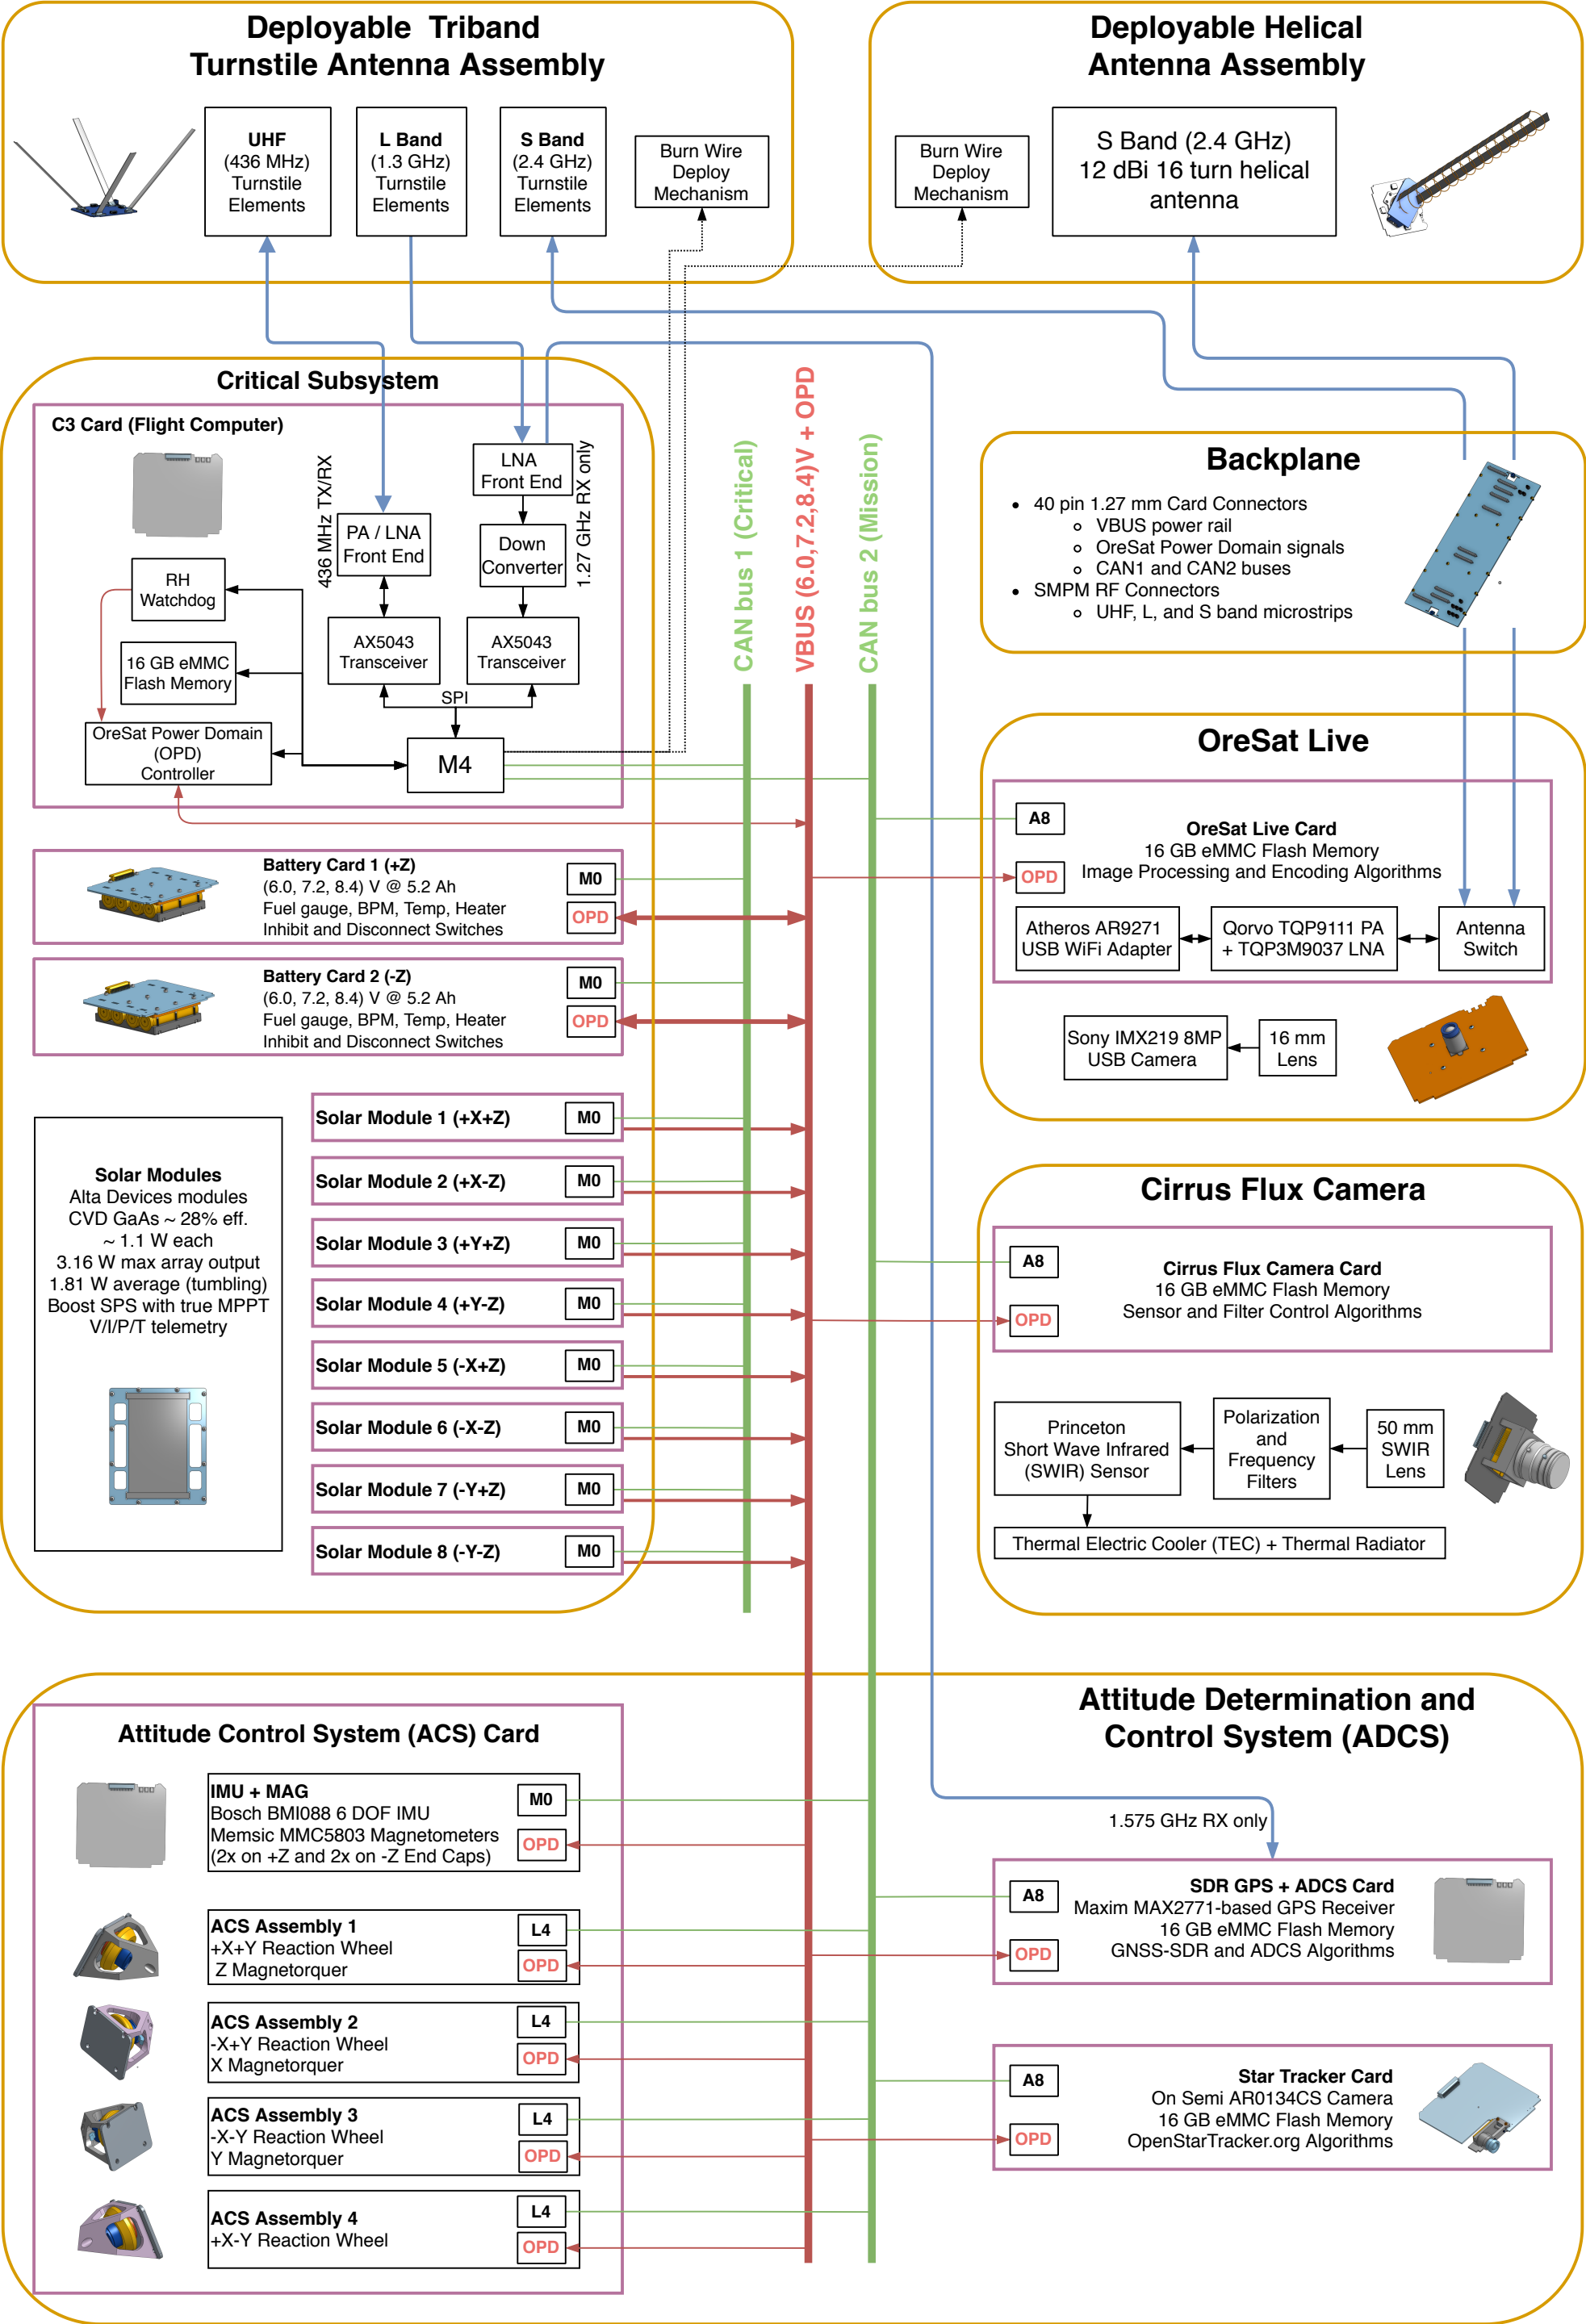 Deployable Triband
Turnstile Antenna Assembly
UHF
(436 MHz)
Turnstile
Elements
L Band
(1.3 GHz)
Turnstile
Elements
S Band
(2.4 GHz)
Turnstile
Elements
Burn Wire
Deploy
Mechanism
Deployable Helical
Antenna Assembly
Burn Wire
Deploy
Mechanism
S Band (2.4 GHz)
12 dBi 16 turn helical
antenna
Critical Subsystem
C3 Card (Flight Computer)
436 MHz TX/RX
PA / LNA
Front End
LNA
Front End
1.27 GHz RX only
Down
Converter
RH
Watchdog
16 GB eMMC
Flash Memory
AX5043
Transceiver
AX5043
Transceiver
SPI
OreSat Power Domain
(OPD)
Controller
M4
CAN bus 1 (Critical)
VBUS (6.0,7.2,8.4)V + OPD
CAN bus 2 (Mission)
Battery Card 1 (+Z)
(6.0, 7.2, 8.4) V @ 5.2 Ah
Fuel gauge, BPM, Temp, Heater
Inhibit and Disconnect Switches
M0
OPD
Battery Card 2 (-Z)
(6.0, 7.2, 8.4) V @ 5.2 Ah
Fuel gauge, BPM, Temp, Heater
Inhibit and Disconnect Switches
M0
OPD
Solar Modules
Alta Devices modules
CVD GaAs ~ 28% eff.
~ 1.1 W each
3.16 W max array output
1.81 W average (tumbling)
Boost SPS with true MPPT
V/I/P/T telemetry
Solar Module 1 (+X+Z)
M0
Solar Module 2 (+X-Z)
M0
Solar Module 3 (+Y+Z)
M0
Solar Module 4 (+Y-Z)
M0
Solar Module 5 (-X+Z)
M0
Solar Module 6 (-X-Z)
M0
Solar Module 7 (-Y+Z)
M0
Solar Module 8 (-Y-Z)
M0
Backplane
• 40 pin 1.27 mm Card Connectors
○ VBUS power rail
○ OreSat Power Domain signals
○ CAN1 and CAN2 buses
• SMPM RF Connectors
○ UHF, L, and S band microstrips
OreSat Live
A8
OPD
OreSat Live Card
16 GB eMMC Flash Memory
Image Processing and Encoding Algorithms
Atheros AR9271
USB WiFi Adapter
Qorvo TQP9111 PA
+ TQP3M9037 LNA
Antenna
Switch
Sony IMX219 8MP
USB Camera
16 mm
Lens
Cirrus Flux Camera
A8
OPD
Cirrus Flux Camera Card
16 GB eMMC Flash Memory
Sensor and Filter Control Algorithms
Princeton
Short Wave Infrared
(SWIR) Sensor
Polarization
and
Frequency
Filters
50 mm
SWIR
Lens
Thermal Electric Cooler (TEC) + Thermal Radiator
Attitude Control System (ACS) Card
IMU + MAG
Bosch BMI088 6 DOF IMU
Memsic MMC5803 Magnetometers
(2x on +Z and 2x on -Z End Caps)
M0
OPD
ACS Assembly 1
+X+Y Reaction Wheel
Z Magnetorquer
L4
OPD
ACS Assembly 2
-X+Y Reaction Wheel
X Magnetorquer
L4
OPD
ACS Assembly 3
-X-Y Reaction Wheel
Y Magnetorquer
L4
OPD
ACS Assembly 4
+X-Y Reaction Wheel
L4
OPD
Attitude Determination and
Control System (ADCS)
1.575 GHz RX only
A8
OPD
SDR GPS + ADCS Card
Maxim MAX2771-based GPS Receiver
16 GB eMMC Flash Memory
GNSS-SDR and ADCS Algorithms
A8
OPD
Star Tracker Card
On Semi AR0134CS Camera
16 GB eMMC Flash Memory
OpenStarTracker.org Algorithms